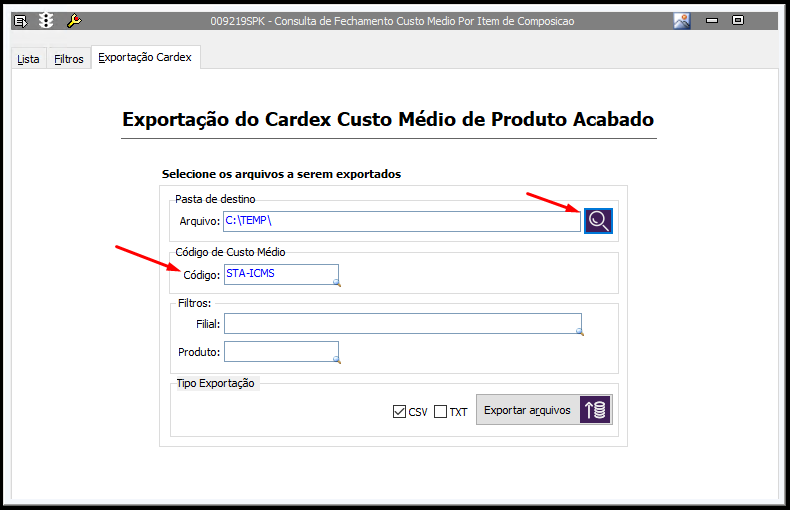 009219SPK - Consulta de Fechamento Custo Medio Por Item de Composicao
Lista Filtros Exportação Cardex
Exportação do Cardex Custo Médio de Produto Acabado
Selecione os arquivos a serem exportados
Pasta de destino
Arquivo: C:\TEMP\
Código de Custo Médio
Código: STA-ICMS
Filtros:
Filial:
Produto:
Tipo Exportação
CSV TXT Exportar arquivos